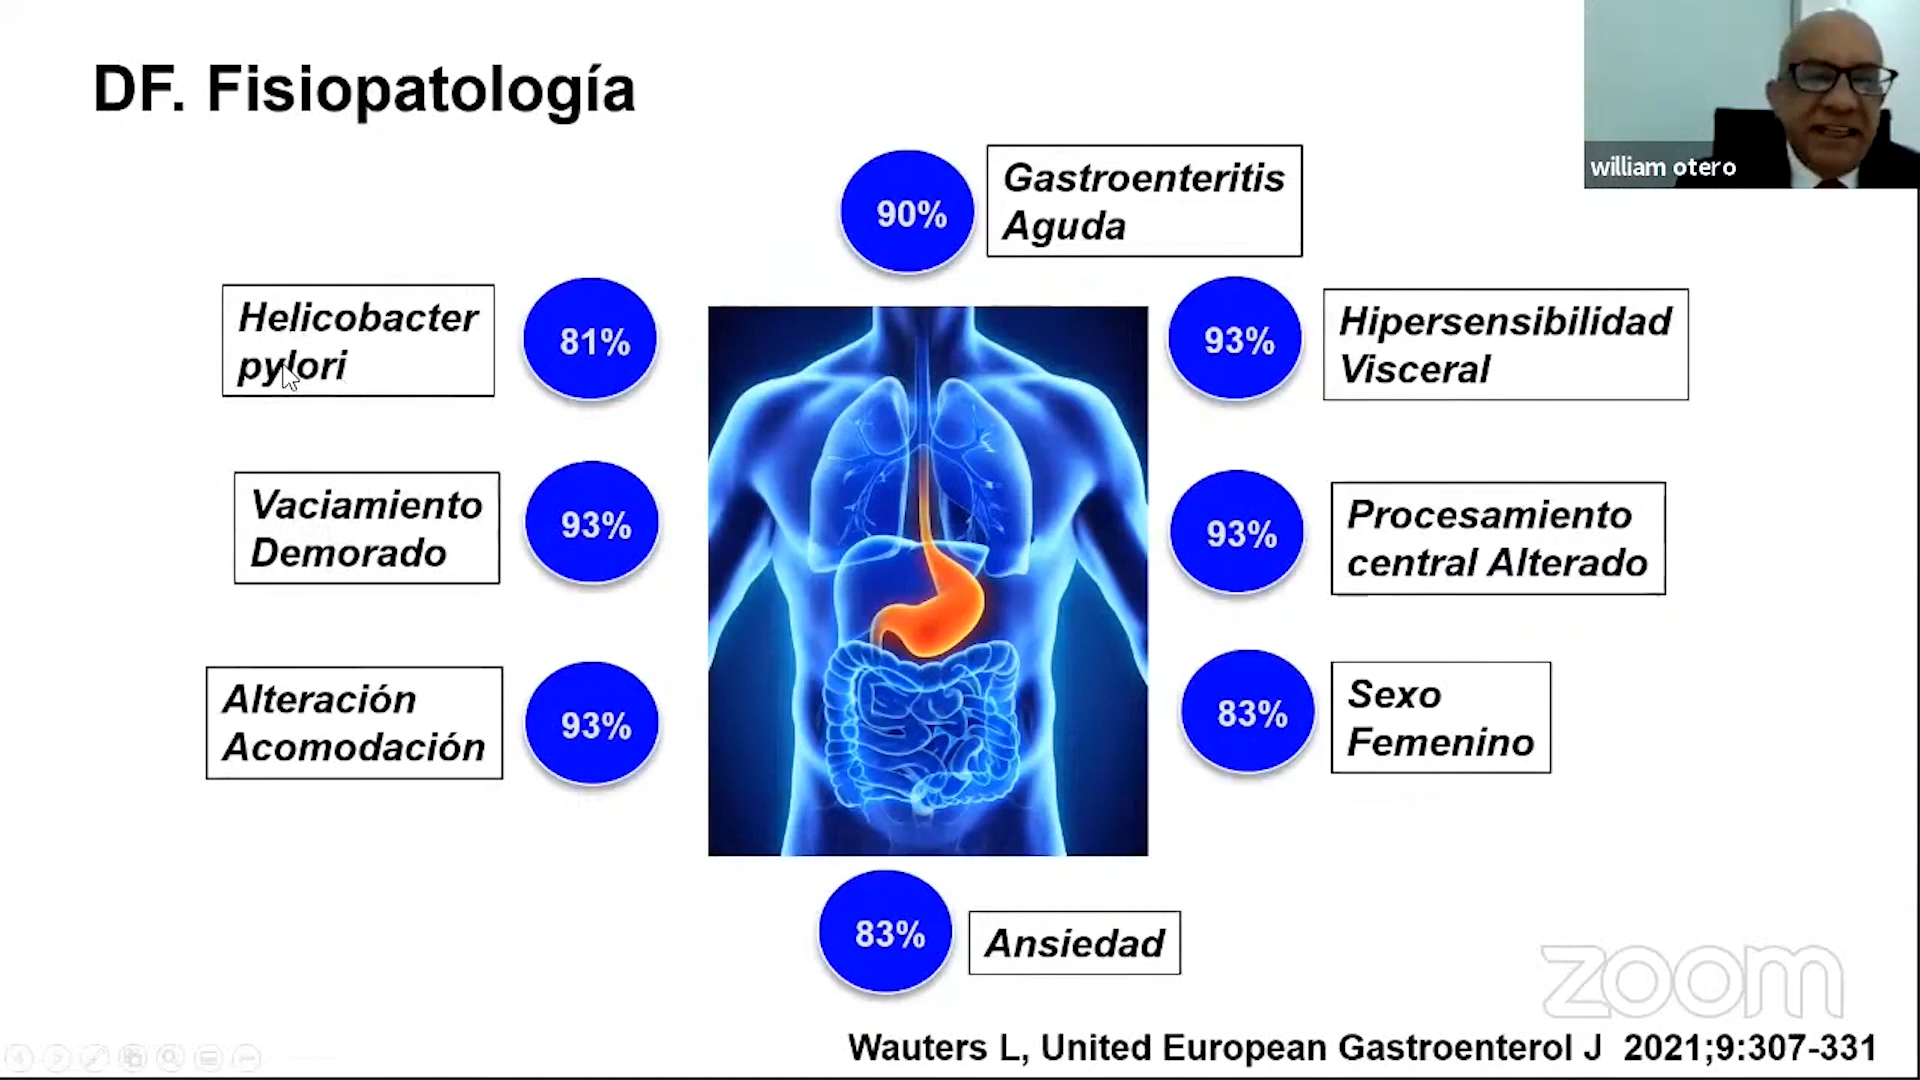 DF. Fisiopatología
william otero
90%
Gastroenteritis
Aguda
Helicobacter
pylori
81%
93%
Hipersensibilidad
Visceral
Vaciamiento
Demorado
93%
93%
Procesamiento
central Alterado
Alteración
Acomodación
93%
83%
Sexo
Femenino
83%
Ansiedad
zoom
Wauters L, United European Gastroenterol J 2021;9:307-331